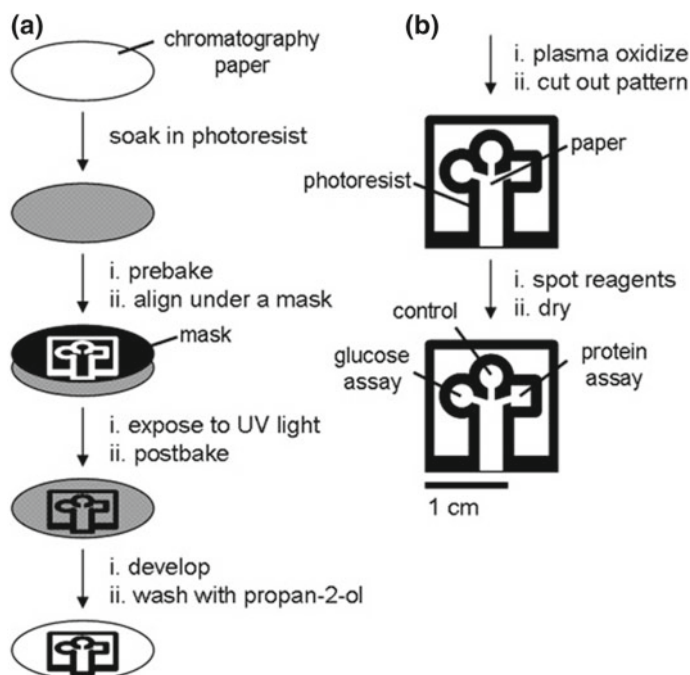 (a)
chromatography
paper
soak in photoresist
i. prebake
ii. align under a mask
mask
i. expose to UV light
ii. postbake
i. develop
ii. wash with propan-2-ol
(b)
i. plasma oxidize
ii. cut out pattern
paper
photoresist
i. spot reagents
ii. dry
control
glucose
assay
protein
assay
1 cm